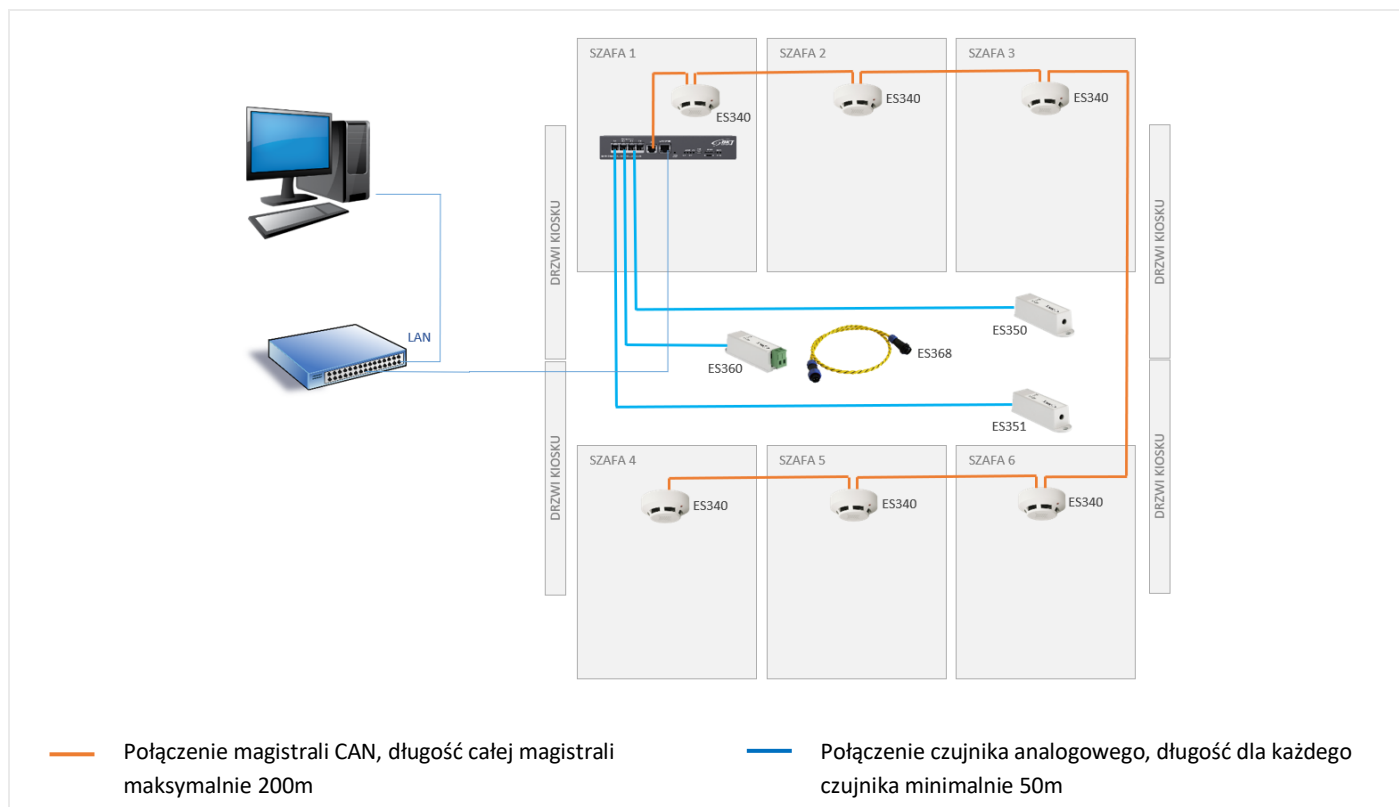 SZAFA 1
SZAFA 2
SZAFA 3
ES340
ES340
ES340
DRZWI KIOSKU
DRZWI KIOSKU
LAN
ES350
ES360
ES368
ES351
DRZWI KIOSKU
DRZWI KIOSKU
SZAFA 4
SZAFA 5
SZAFA 6
ES340
ES340
ES340
Połączenie magistrali CAN, długość całej magistrali
maksymalnie 200m
Połączenie czujnika analogowego, długość dla każdego
czujnika minimalnie 50m